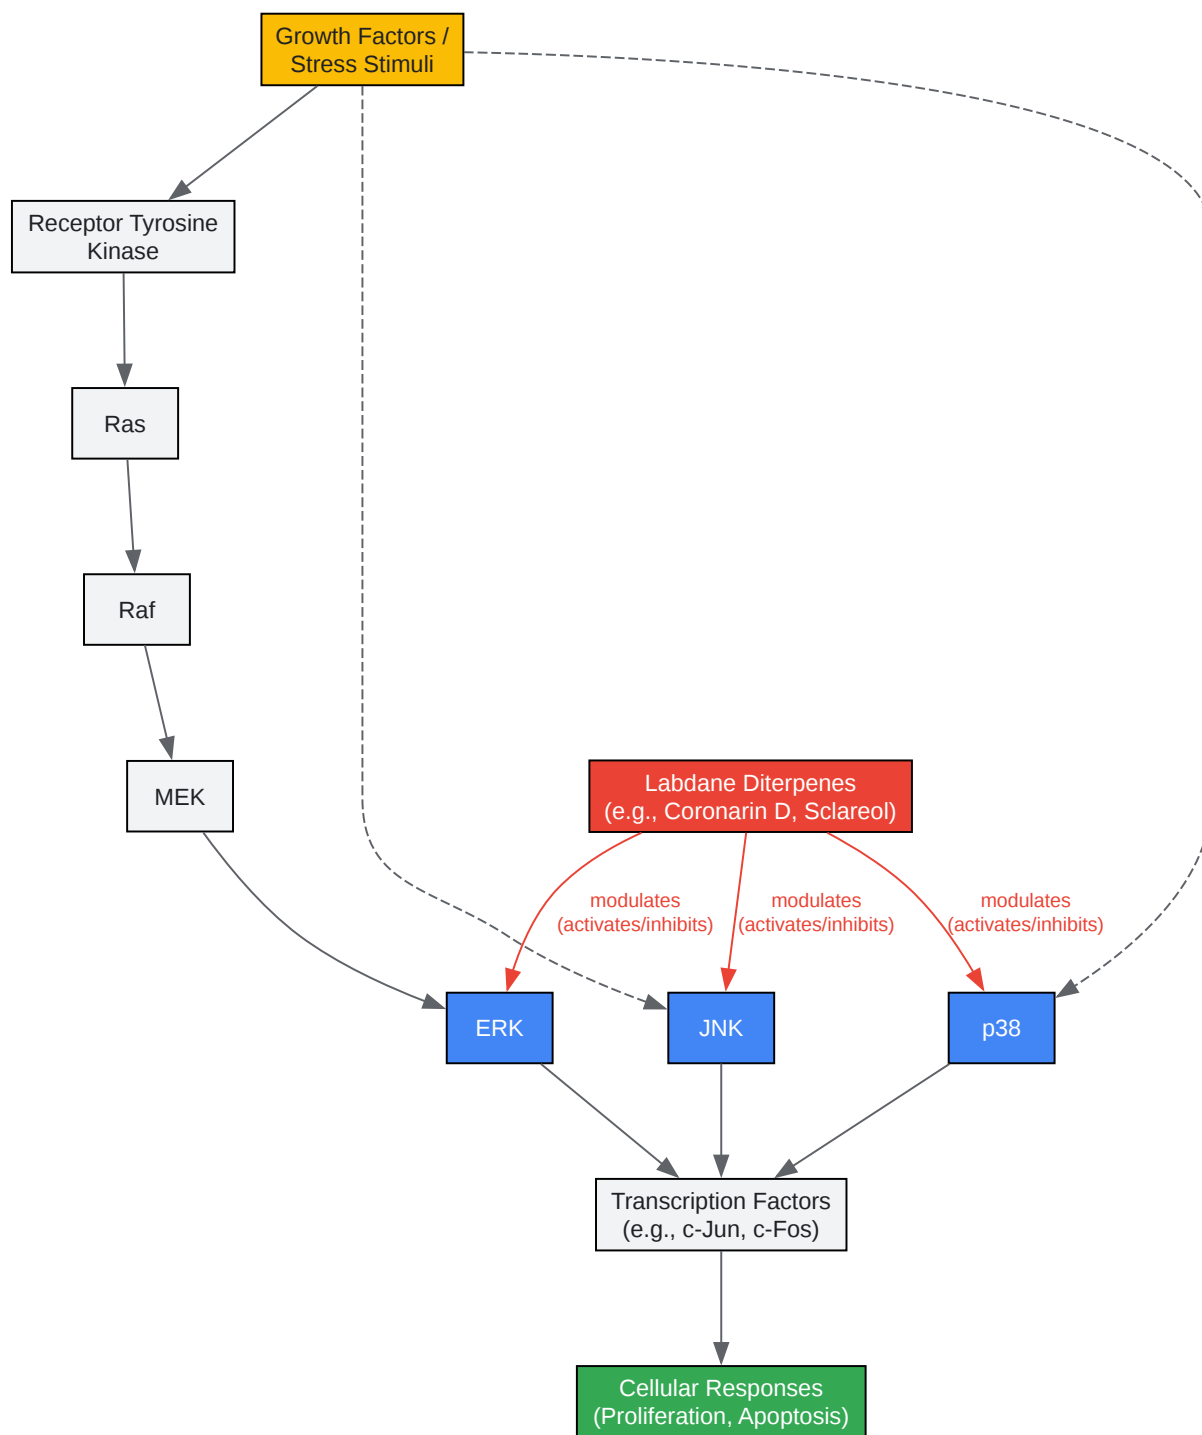 Growth Factors /
Stress Stimuli
Receptor Tyrosine
Kinase
Ras
Raf
MEK
Labdane Diterpenes
(e.g., Coronarin D, Sclareol)
modulates
(activates/inhibits)
modulates
(activates/inhibits)
modulates
(activates/inhibits)
ERK
JNK
p38
Transcription Factors
(e.g., c-Jun, c-Fos)
Cellular Responses
(Proliferation, Apoptosis)